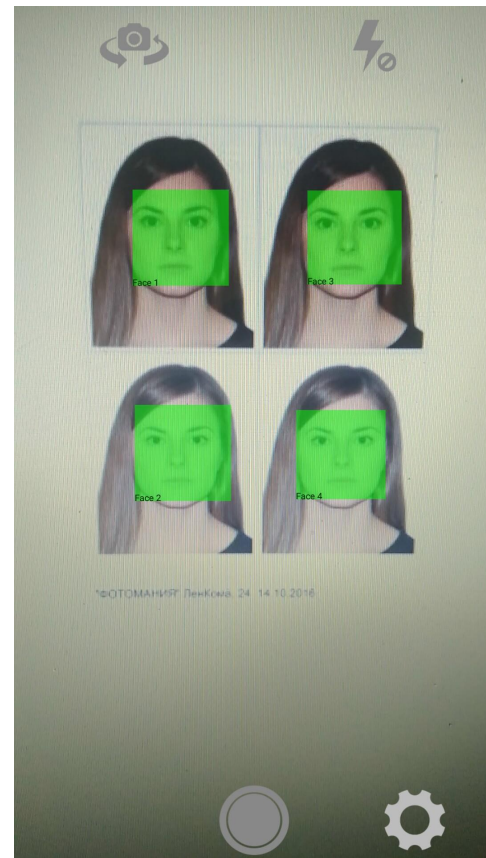 Face 1
Face 3
Face 2
Face 4
"ФОТОМАНИЯ" ЛенКома, 24 14.10.2016